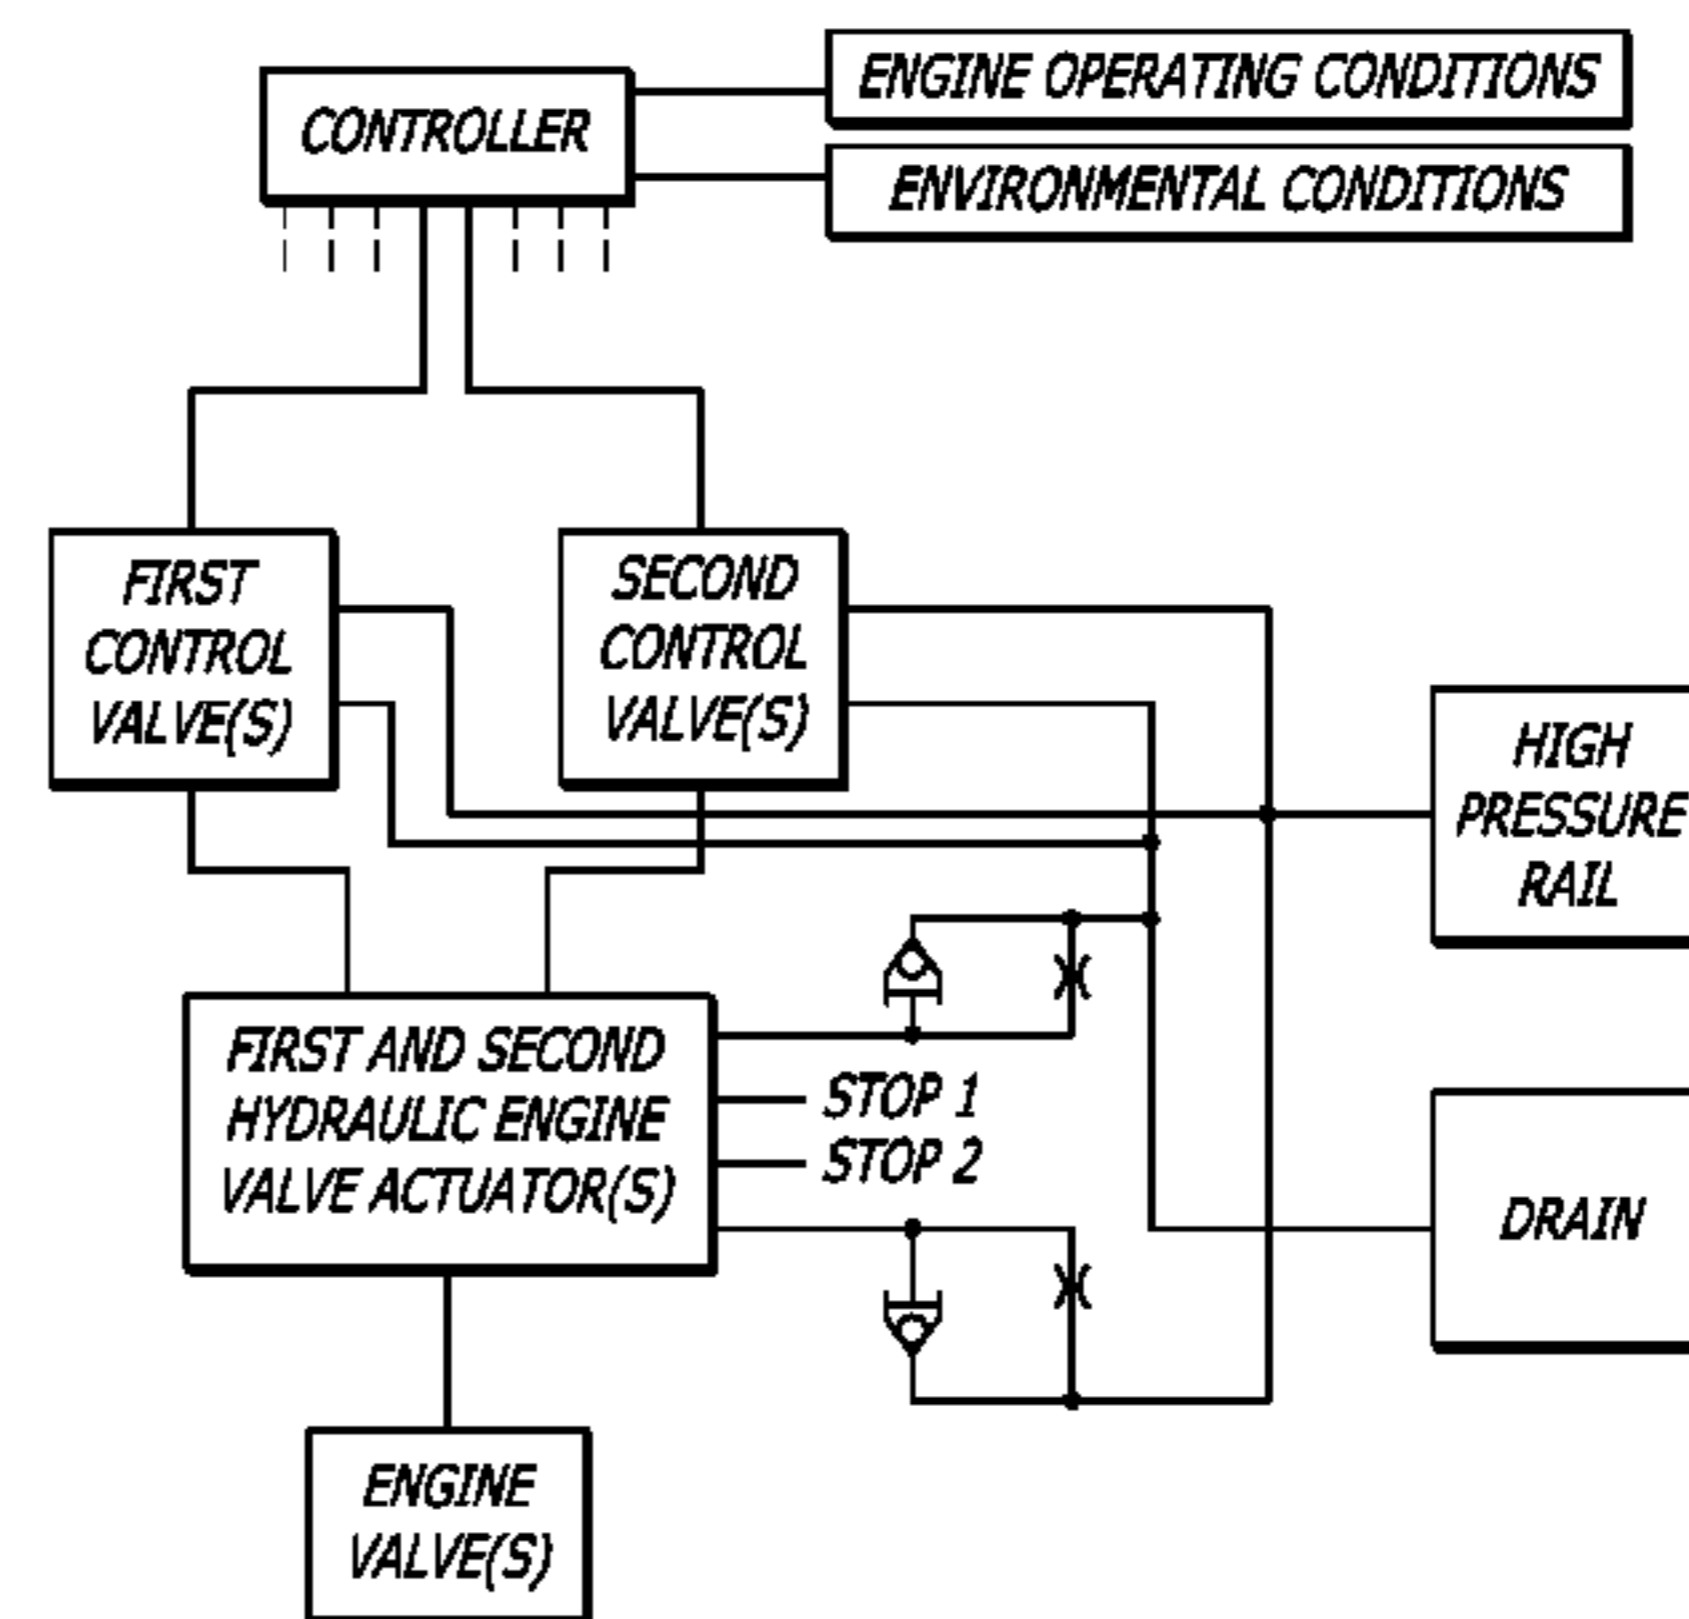 ENGINE OPERATING CONDITIONS
CONTROLLER
ENVIRONMENTAL CONDITIONS
FIRST
CONTROL
VALVE(S)
SECOND
CONTROL
VALVE(S)
HIGH
PRESSURE
RAIL
FIRST AND SECOND
HYDRAULIC ENGINE
VALVE ACTUATOR(S)
STOP 1
STOP 2
DRAIN
ENGINE
VALVE(S)